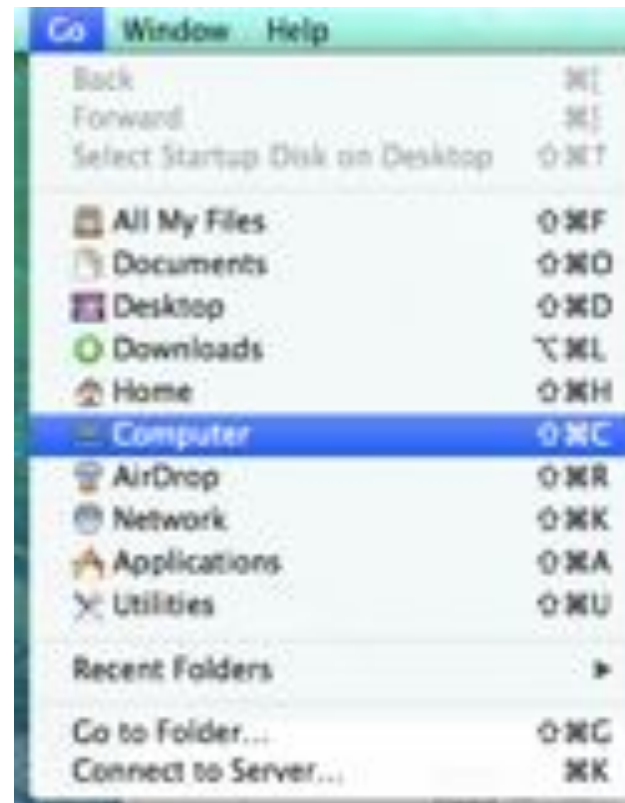 Go Window Help
Back ⌘[
Forward ⌘]
Select Startup Disk on Desktop ⇧⌘↑
All My Files ⇧⌘F
Documents ⇧⌘O
Desktop ⇧⌘D
Downloads ⌥⌘L
Home ⇧⌘H
Computer ⇧⌘C
AirDrop ⇧⌘R
Network ⇧⌘K
Applications ⇧⌘A
Utilities ⇧⌘U
Recent Folders ▶
Go to Folder... ⇧⌘G
Connect to Server... ⌘K